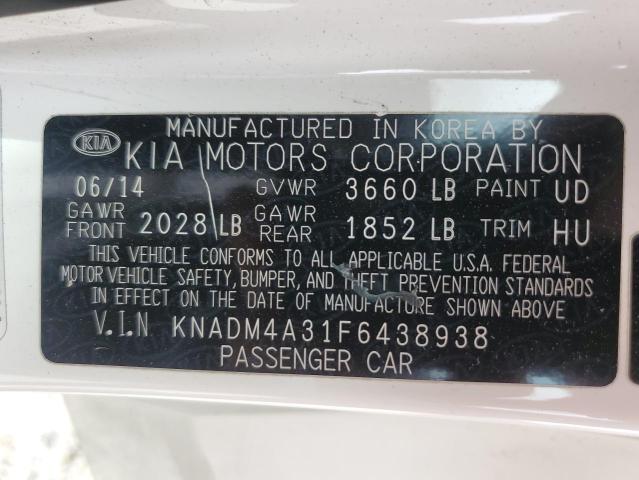 MANUFACTURED IN KOREA BY
KIA KIA MOTORS CORPORATION
06/14 GVWR 3660 LB PAINT UD
GAWR FRONT 2028 LB GAWR REAR 1852 LB TRIM HU
THIS VEHICLE CONFORMS TO ALL APPLICABLE U.S.A. FEDERAL
MOTOR VEHICLE SAFETY, BUMPER, AND THEFT PREVENTION STANDARDS
IN EFFECT ON THE DATE OF MANUFACTURE SHOWN ABOVE
V.I.N KNADM4A31F6438938
PASSENGER CAR